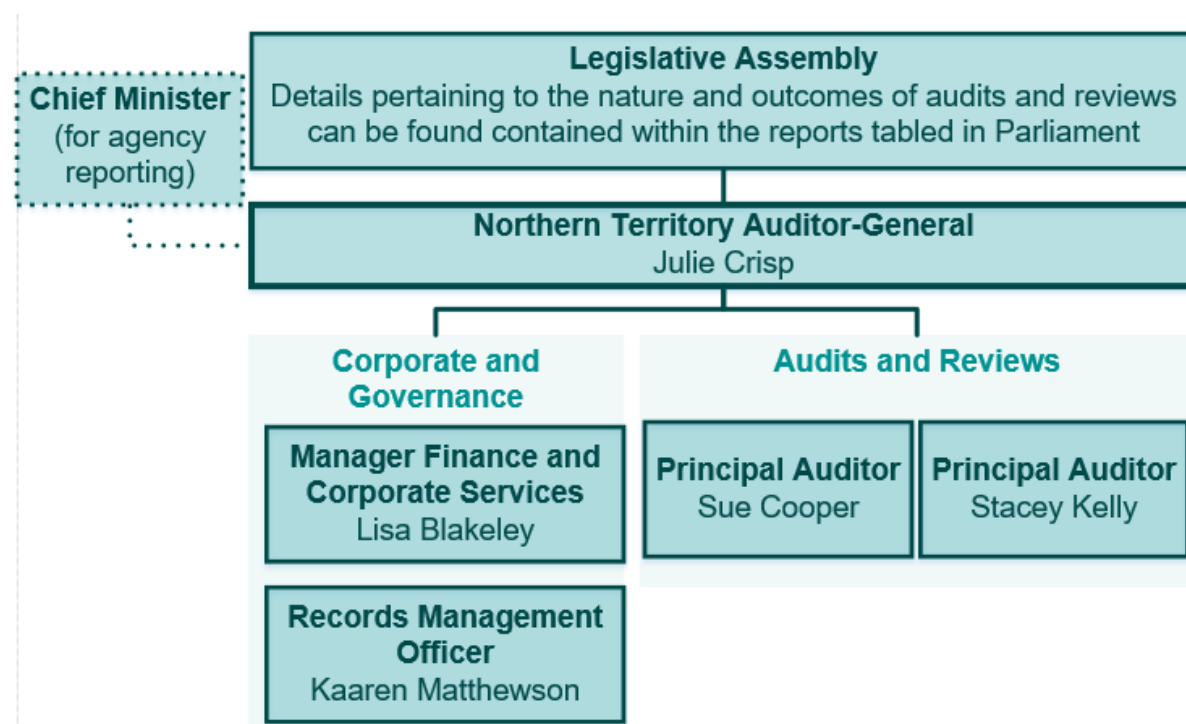 Legislative Assembly
Details pertaining to the nature and outcomes of audits and reviews
can be found contained within the reports tabled in Parliament
Chief Minister
(for agency
reporting)
Northern Territory Auditor-General
Julie Crisp
Corporate and
Governance
Manager Finance and
Corporate Services
Lisa Blakeley
Records Management
Officer
Kaaren Matthewson
Audits and Reviews
Principal Auditor
Sue Cooper
Principal Auditor
Stacey Kelly